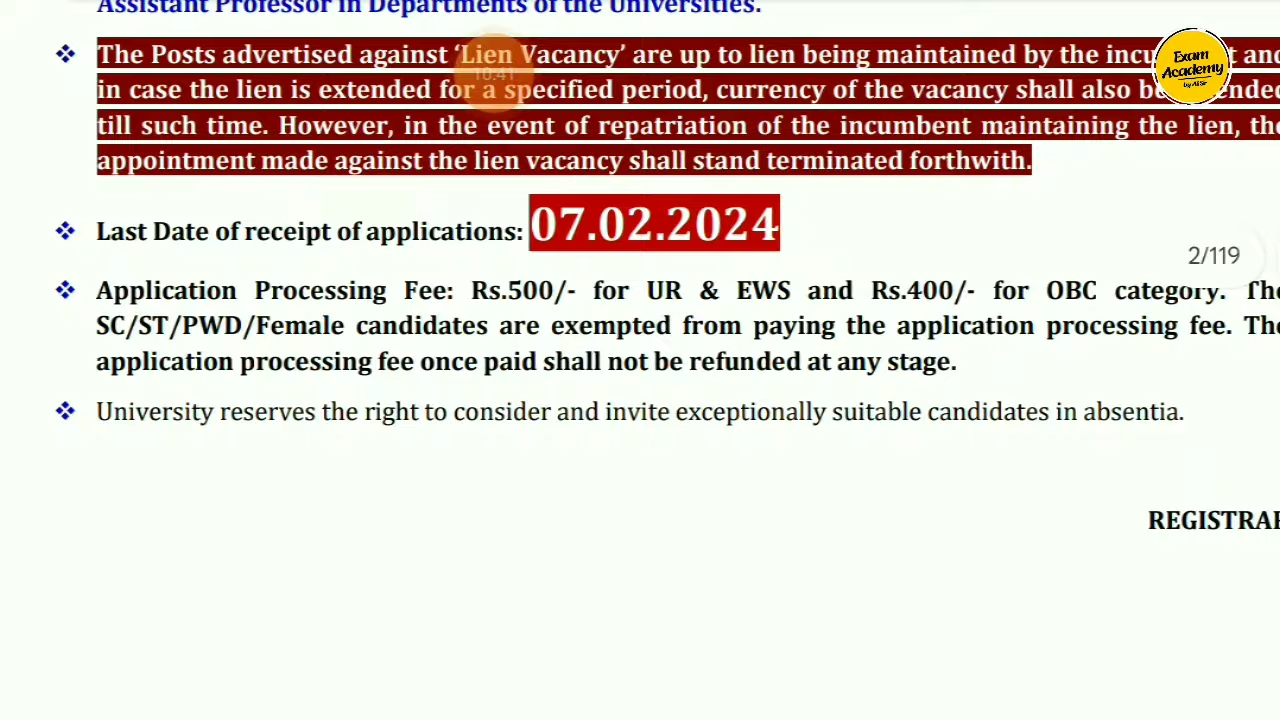 Assistant Professor in Departments of the Universities.
The Posts advertised against ‘Lien Vacancy’ are up to lien being maintained by the and
in case the lien is extended for a specified period, currency of the vacancy shall also
till such time. However, in the event of repatriation of the incumbent maintaining the lien,
appointment made against the lien vacancy shall stand terminated forthwith.
Last Date of receipt of applications: 07.02.2024
2/119
Application Processing Fee: Rs.500/- for UR & EWS and Rs.400/- for OBC category. The
SC/ST/PWD/Female candidates are exempted from paying the application processing fee. The
application processing fee once paid shall not be refunded at any stage.
University reserves the right to consider and invite exceptionally suitable candidates in absentia.
REGISTRAR
Exam
Academy
10:41